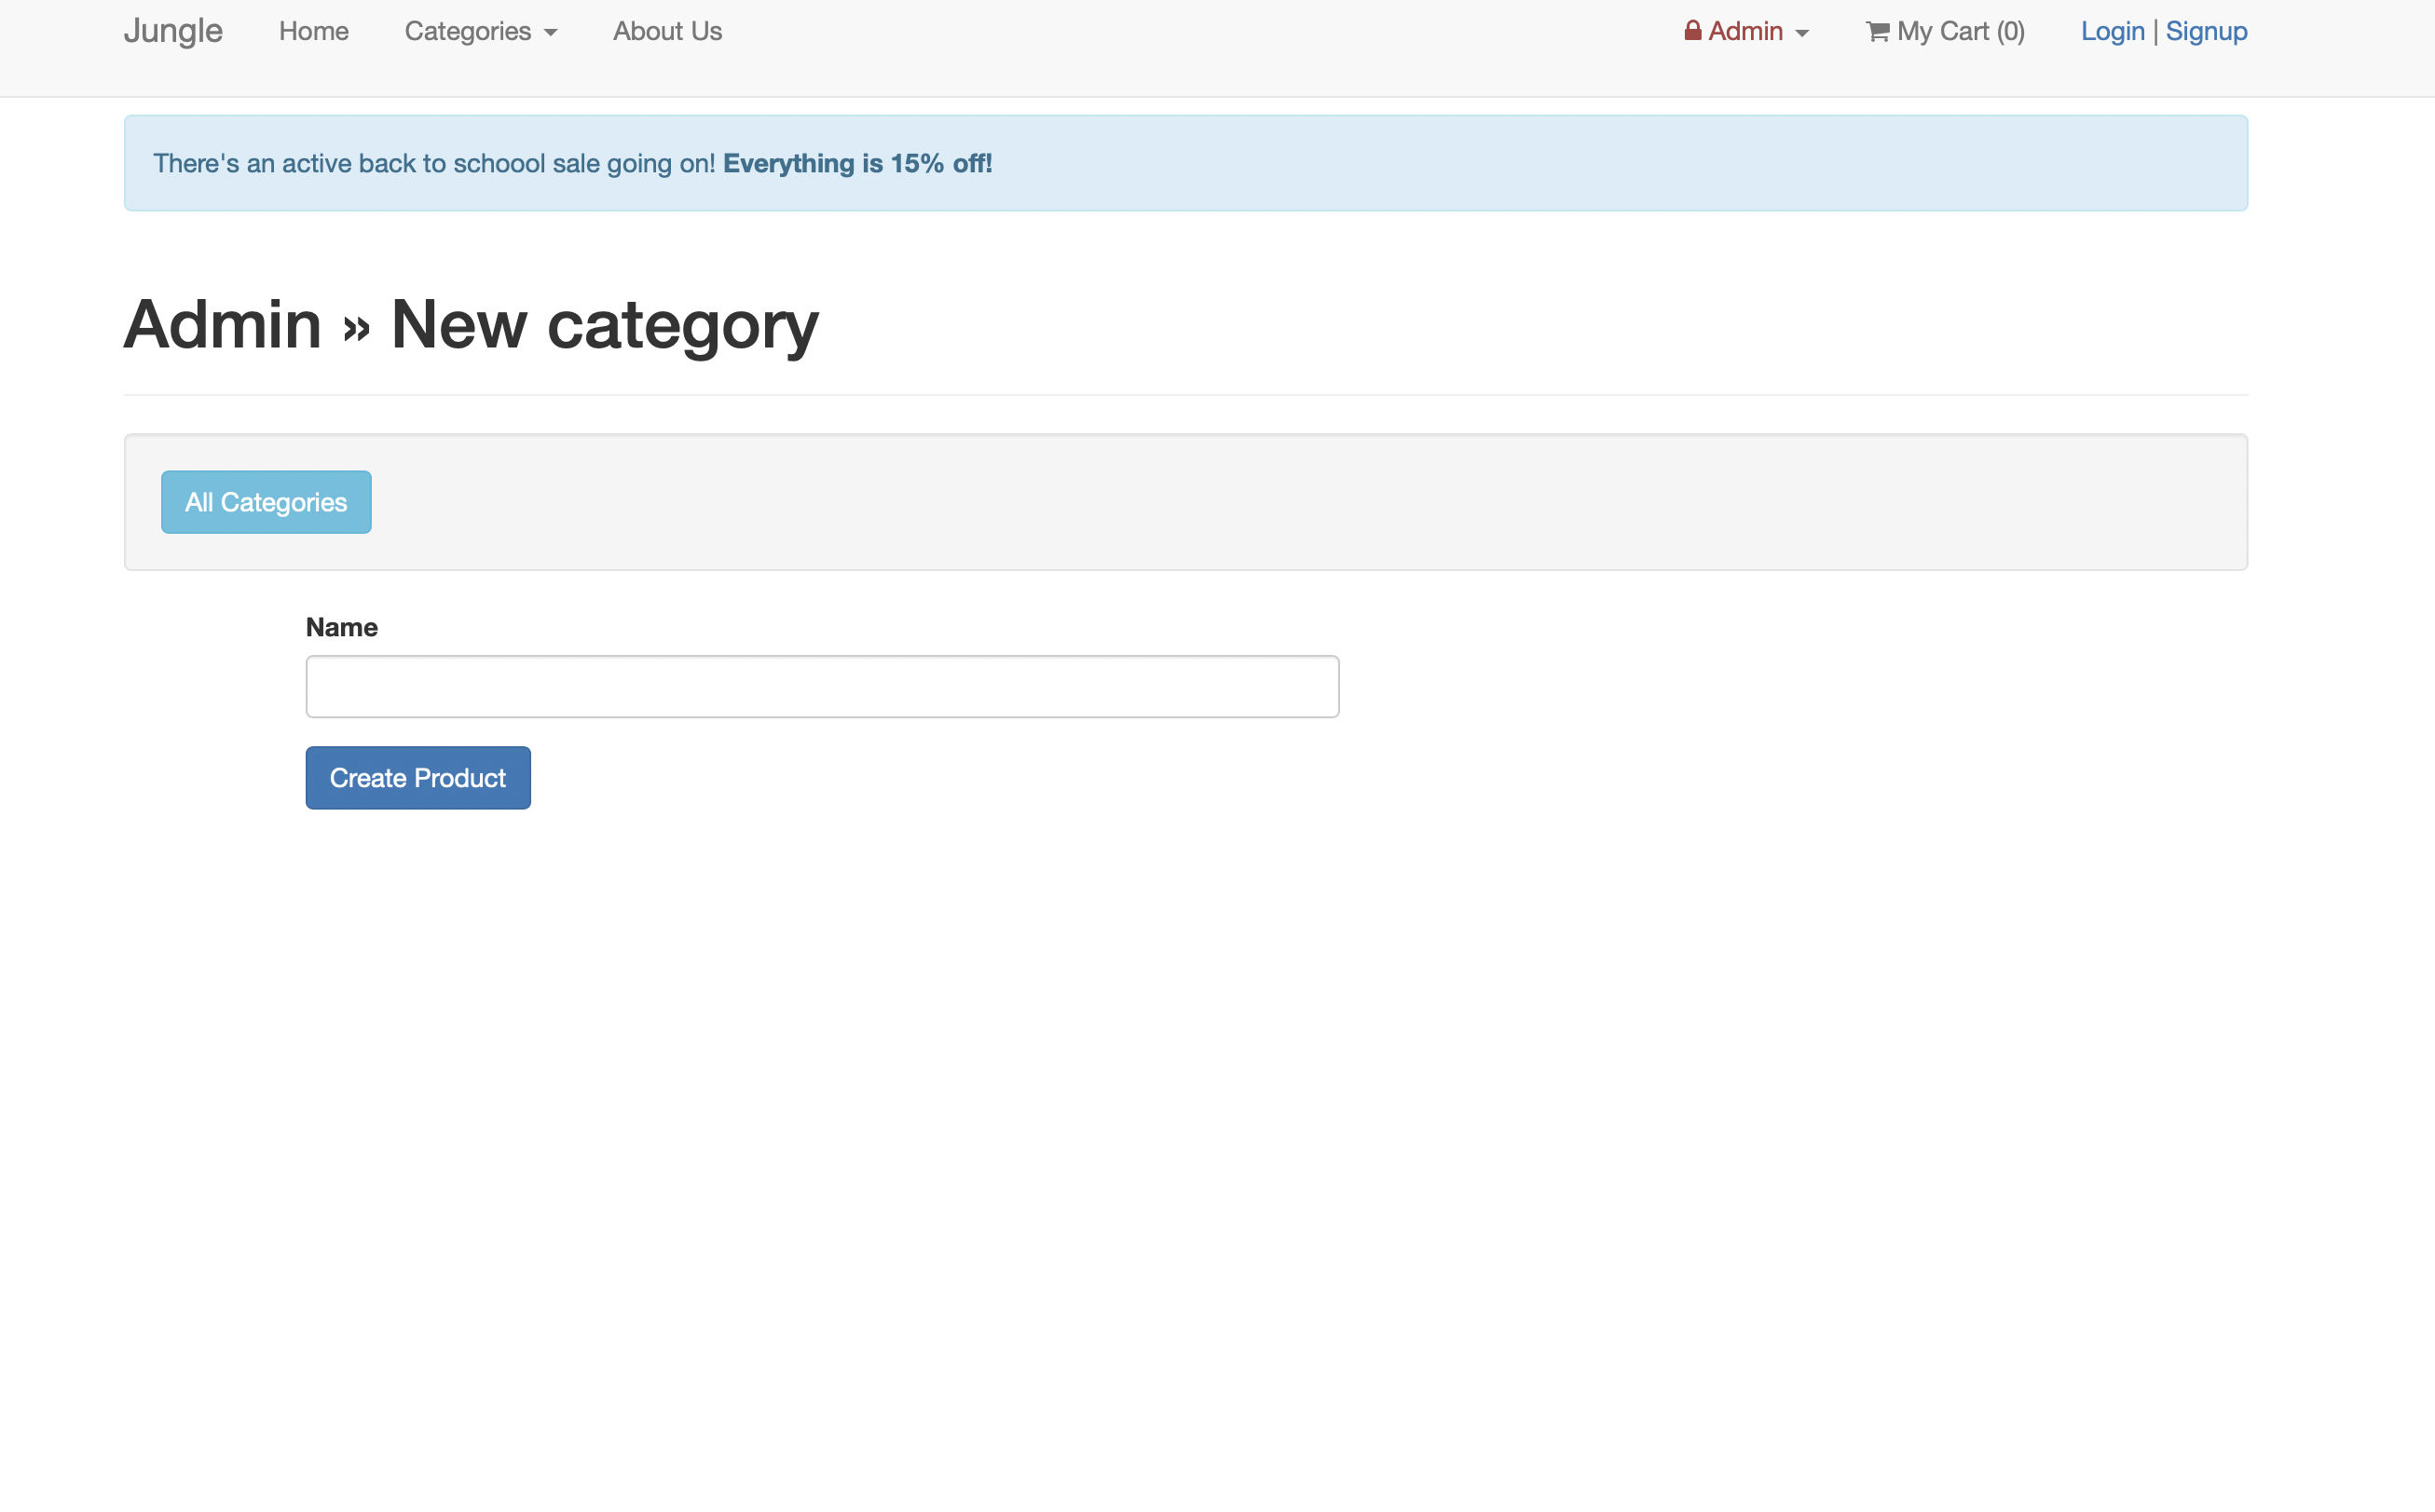 Jungle Home Categories About Us Admin My Cart (0) Login | Signup
There's an active back to schoool sale going on! Everything is 15% off!
Admin » New category
All Categories
Name
Create Product